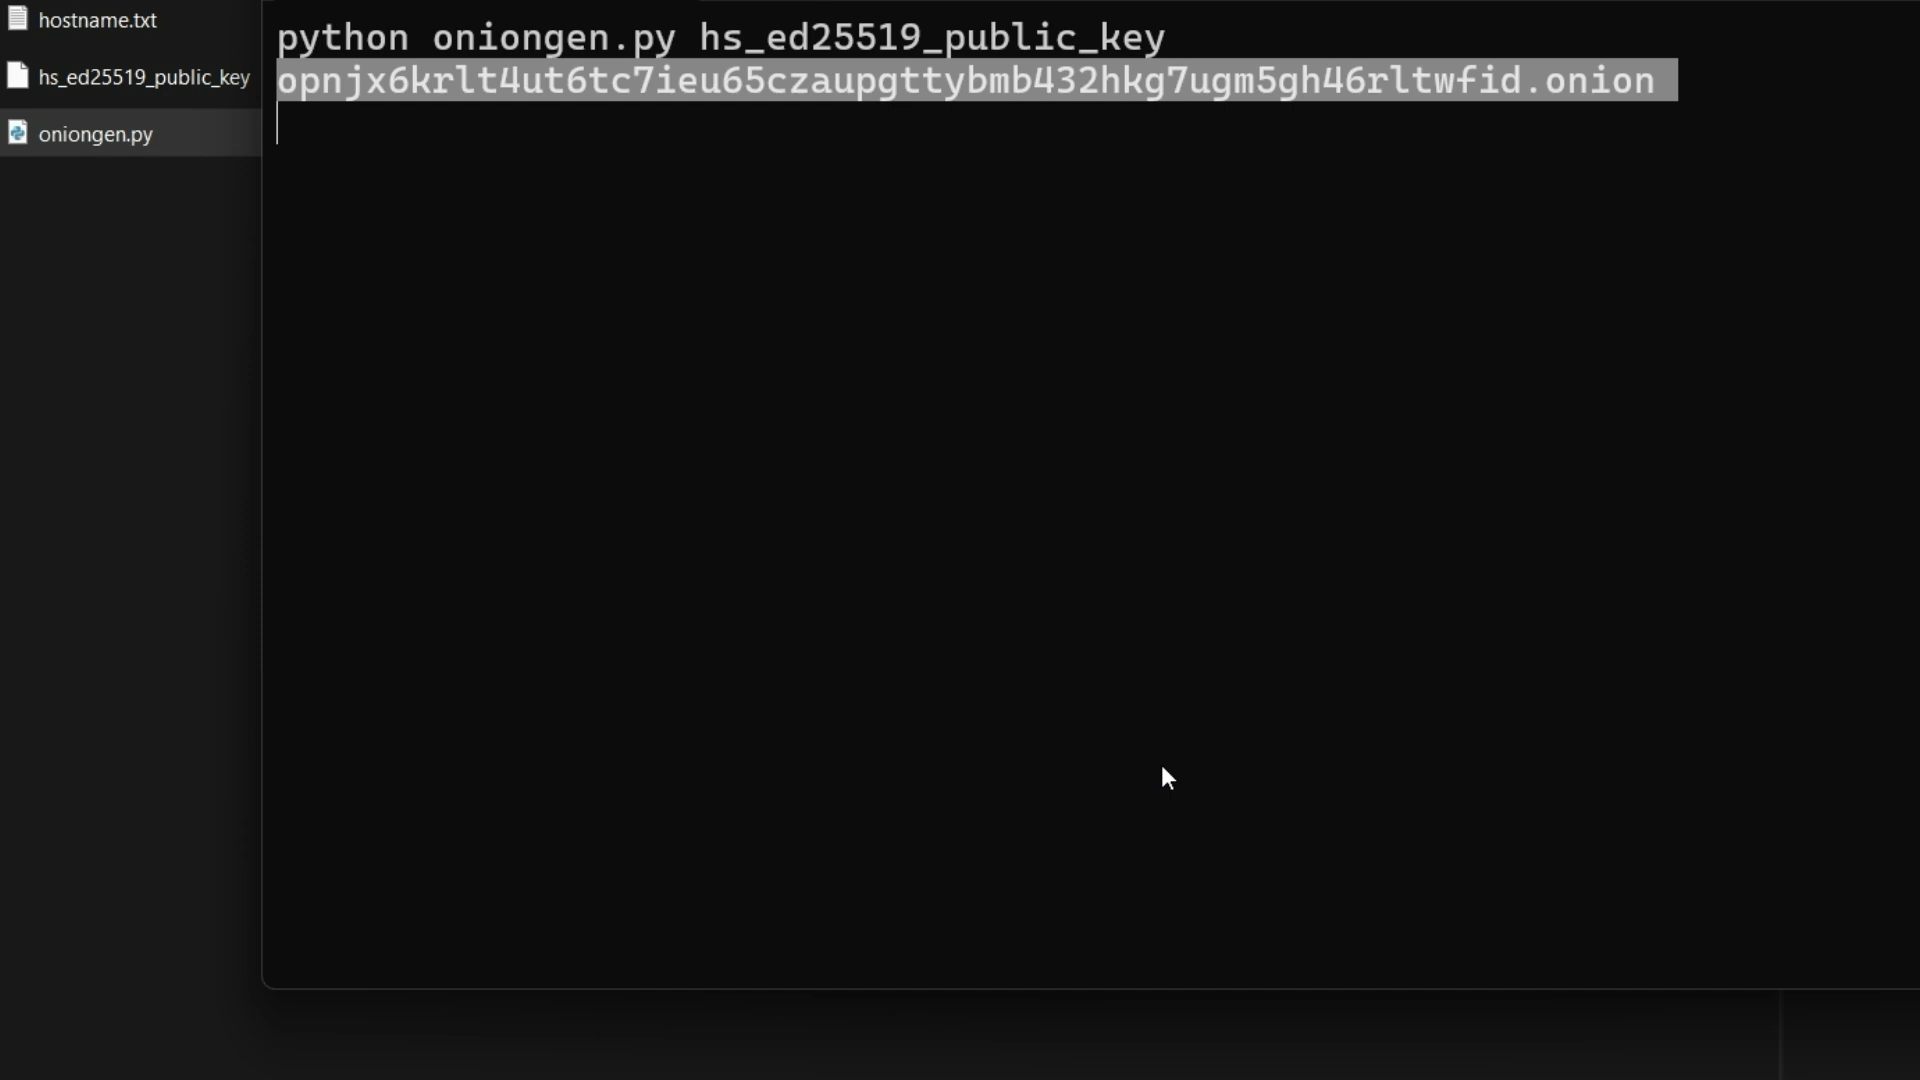 hostname.txt
hs_ed25519_public_key
oniongen.py
python oniongen.py hs_ed25519_public_key
opnjx6krlt4ut6tc7ieu65czaupgttybmb432hkg7ugm5gh46rltwfid.onion